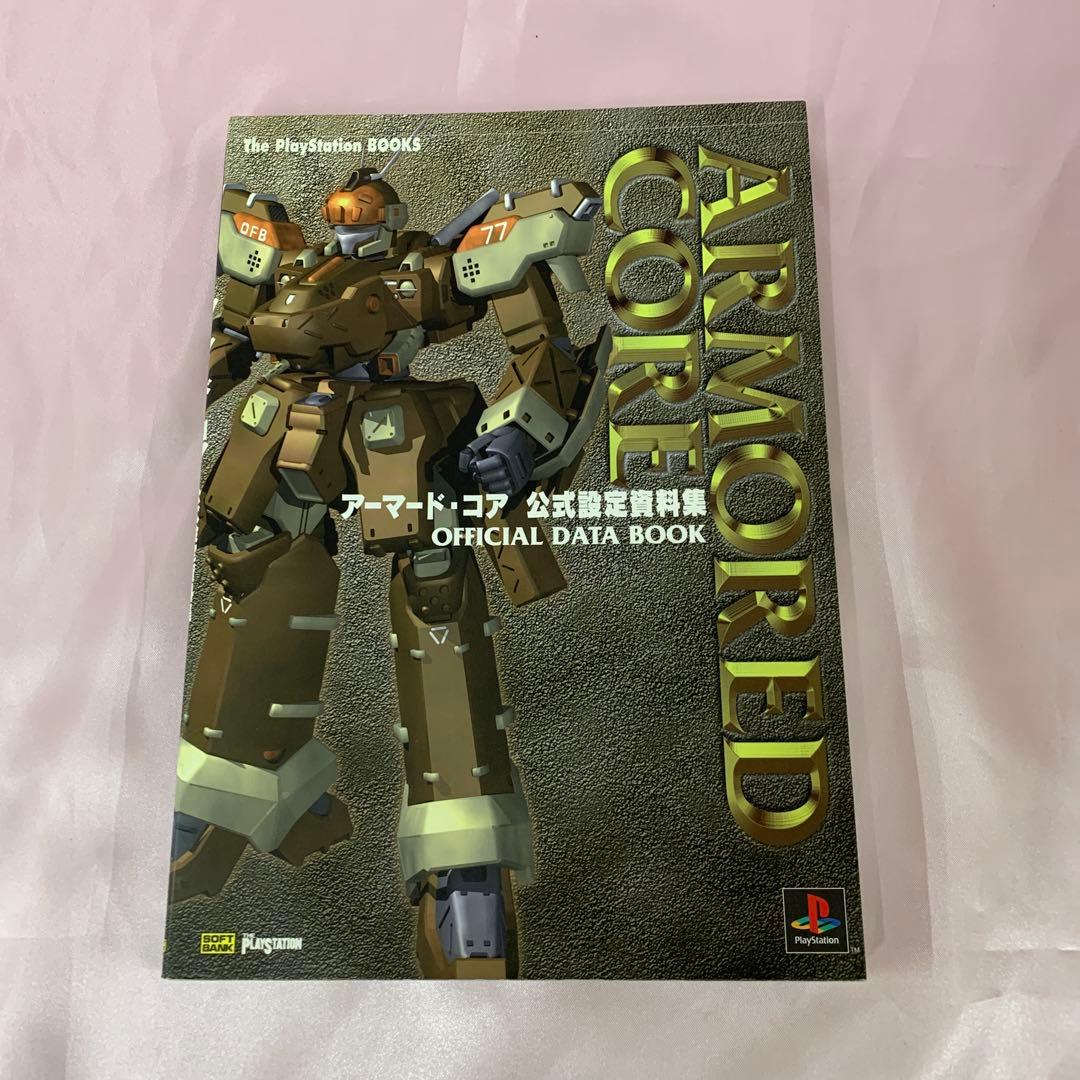 The PlayStation BOOKS
ARMORED
CORE
OFB
77
アーマード・コア 公式設定資料集
OFFICIAL DATA BOOK
SOFT
BANK
THE
PLAYSTATION
PlayStation
TM